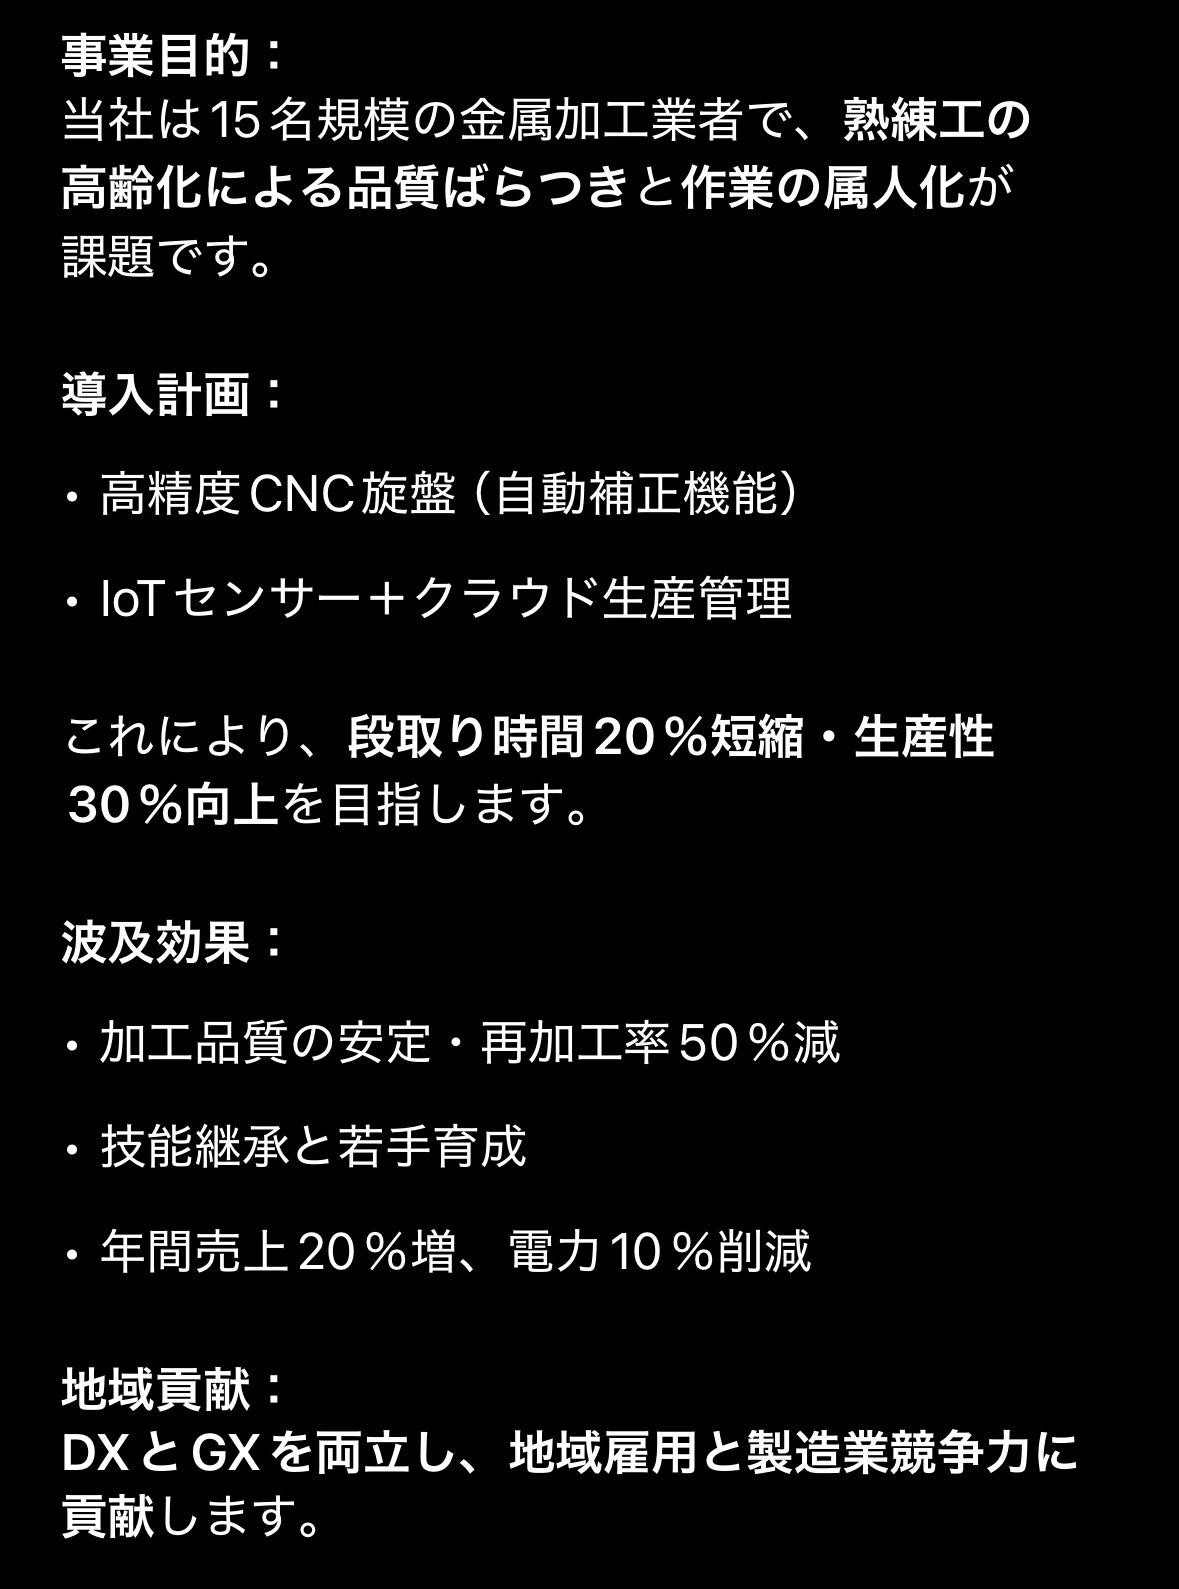 事業目的：
当社は15名規模の金属加工業者で、熟練工の
高齢化による品質ばらつきと作業の属人化が
課題です。
導入計画：
・高精度CNC旋盤（自動補正機能）
・IoTセンサー＋クラウド生産管理
これにより、段取り時間20％短縮・生産性
30％向上を目指します。
波及効果：
・加工品質の安定・再加工率50％減
・技能継承と若手育成
・年間売上20％増、電力10％削減
地域貢献：
DXとGXを両立し、地域雇用と製造業競争力に
貢献します。